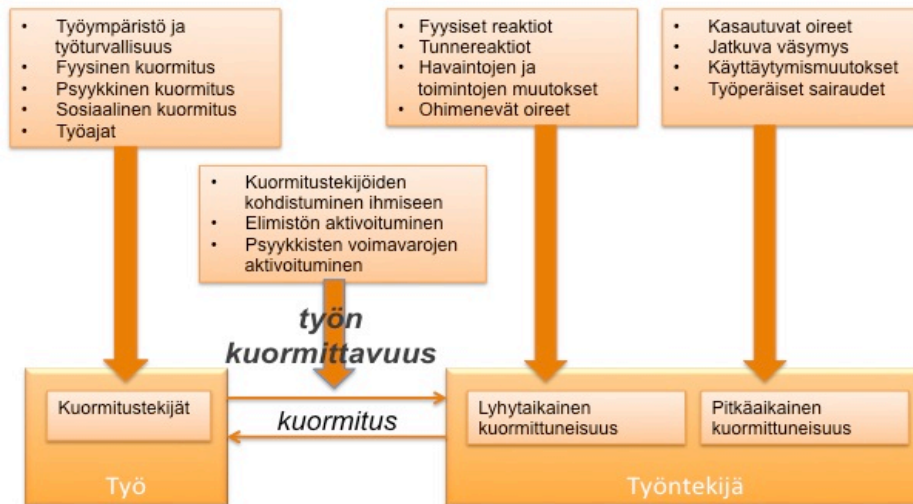 • Työympäristö ja
työturvallisuus
• Fyysinen kuormitus
• Psyykkinen kuormitus
• Sosiaalinen kuormitus
• Työajat
• Fyysiset reaktiot
• Tunnereaktiot
• Havaintojen ja
toimintojen muutokset
• Ohimenevät oireet
• Kasautuvat oireet
• Jatkuva väsymys
• Käyttäytymismuutokset
• Työperäiset sairaudet
• Kuormitustekijöiden
kohdistuminen ihmiseen
• Elimistön aktivoituminen
• Psyykkisten voimavarojen
aktivoituminen
työn
kuormittavuus
Kuormitustekijät
kuormitus
Lyhytaikainen
kuormittuneisuus
Pitkäaikainen
kuormittuneisuus
Työ
Työntekijä